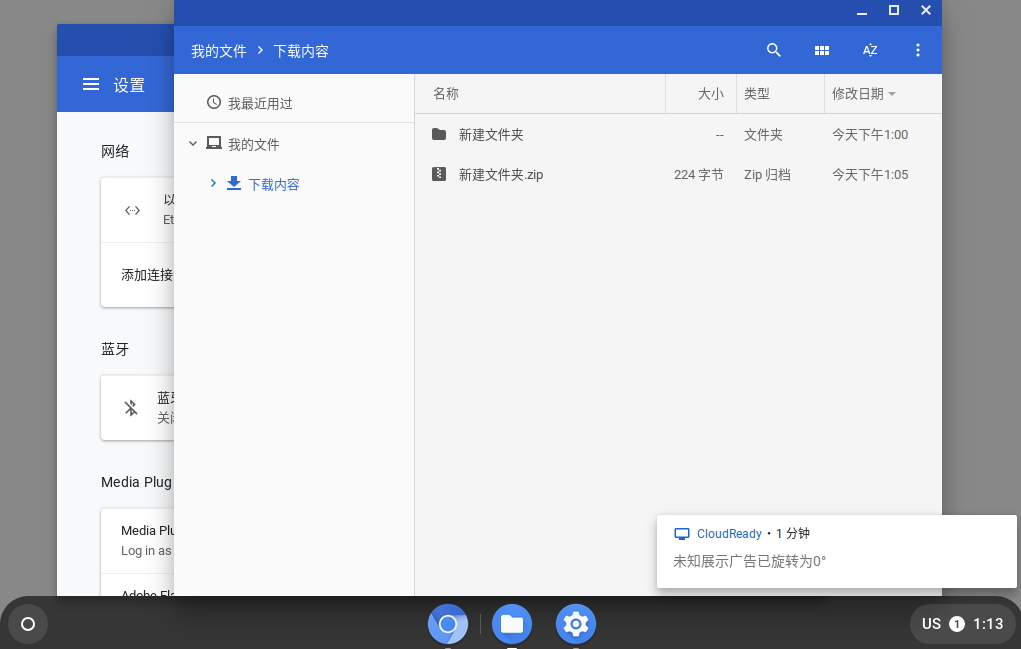 我的文件 下载内容
设置
我最近用过
我的文件
下载内容
名称 大小 类型 修改日期
新建文件夹 -- 文件夹 今天下午1:00
新建文件夹.zip 224 字节 Zip 归档 今天下午1:05
网络
以
Et
添加连接
蓝牙
蓝牙
关闭
Media Plug
Media Plu
Log in as
Adobe Fla
CloudReady • 1 分钟
未知展示广告已旋转为0°
US 1 1:13